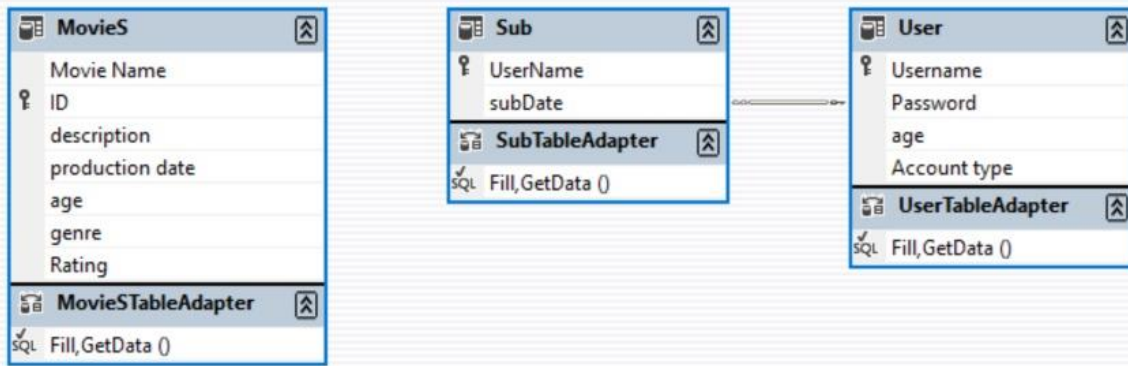 MovieS
Movie Name
ID
description
production date
age
genre
Rating
MovieSTableAdapter
SQL Fill,GetData ()
Sub
UserName
subDate
SubTableAdapter
SQL Fill,GetData ()
User
Username
Password
age
Account type
UserTableAdapter
SQL Fill,GetData ()